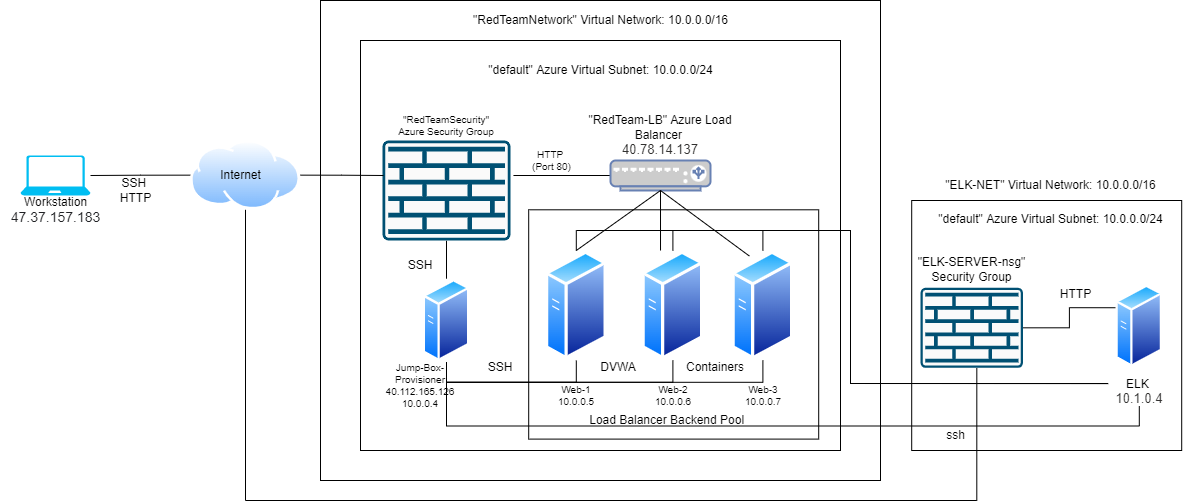 "RedTeamNetwork" Virtual Network: 10.0.0.0/16
"default" Azure Virtual Subnet: 10.0.0.0/24
"RedTeamSecurity"
Azure Security Group
"RedTeam-LB" Azure Load
Balancer
40.78.14.137
HTTP
(Port 80)
Internet
SSH
HTTP
Workstation
47.37.157.183
SSH
Jump-Box-
Provisioner
40.112.165.126
10.0.0.4
SSH
DVWA
Containers
Web-1
10.0.0.5
Web-2
10.0.0.6
Web-3
10.0.0.7
Load Balancer Backend Pool
"ELK-NET" Virtual Network: 10.0.0.0/16
"default" Azure Virtual Subnet: 10.0.0.0/24
"ELK-SERVER-nsg"
Security Group
HTTP
ELK
10.1.0.4
ssh